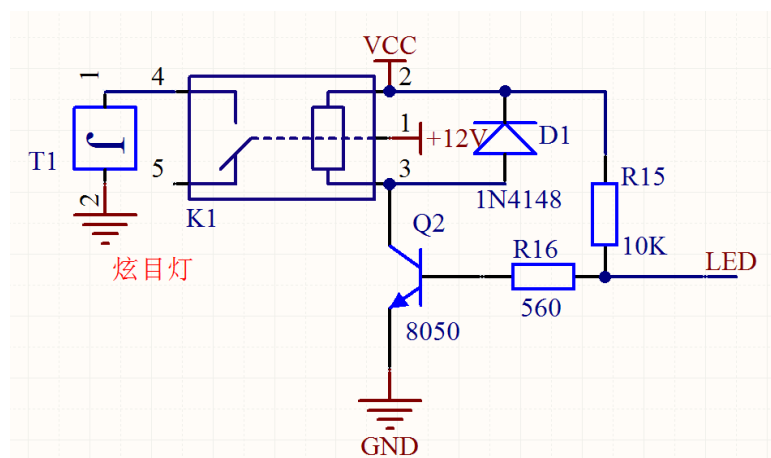 VCC
1
4
2
1
+12V
D1
T1
5
3
R15
2
K1
1N4148
Q2
10K
R16
LED
炫目灯
560
8050
GND